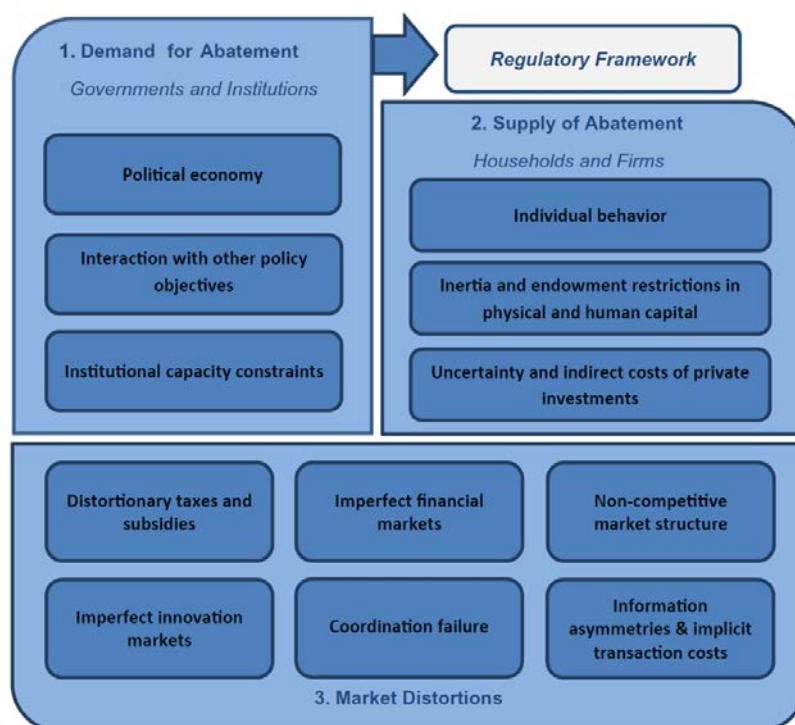 1. Demand for Abatement
Governments and Institutions
Political economy
Interaction with other policy
objectives
Institutional capacity constraints
Regulatory Framework
2. Supply of Abatement
Households and Firms
Individual behavior
Inertia and endowment restrictions in
physical and human capital
Uncertainty and indirect costs of private
investments
Distortionary taxes and
subsidies
Imperfect financial
markets
Non-competitive
market structure
Imperfect innovation
markets
Coordination failure
Information
asymmetries & implicit
transaction costs
3. Market Distortions